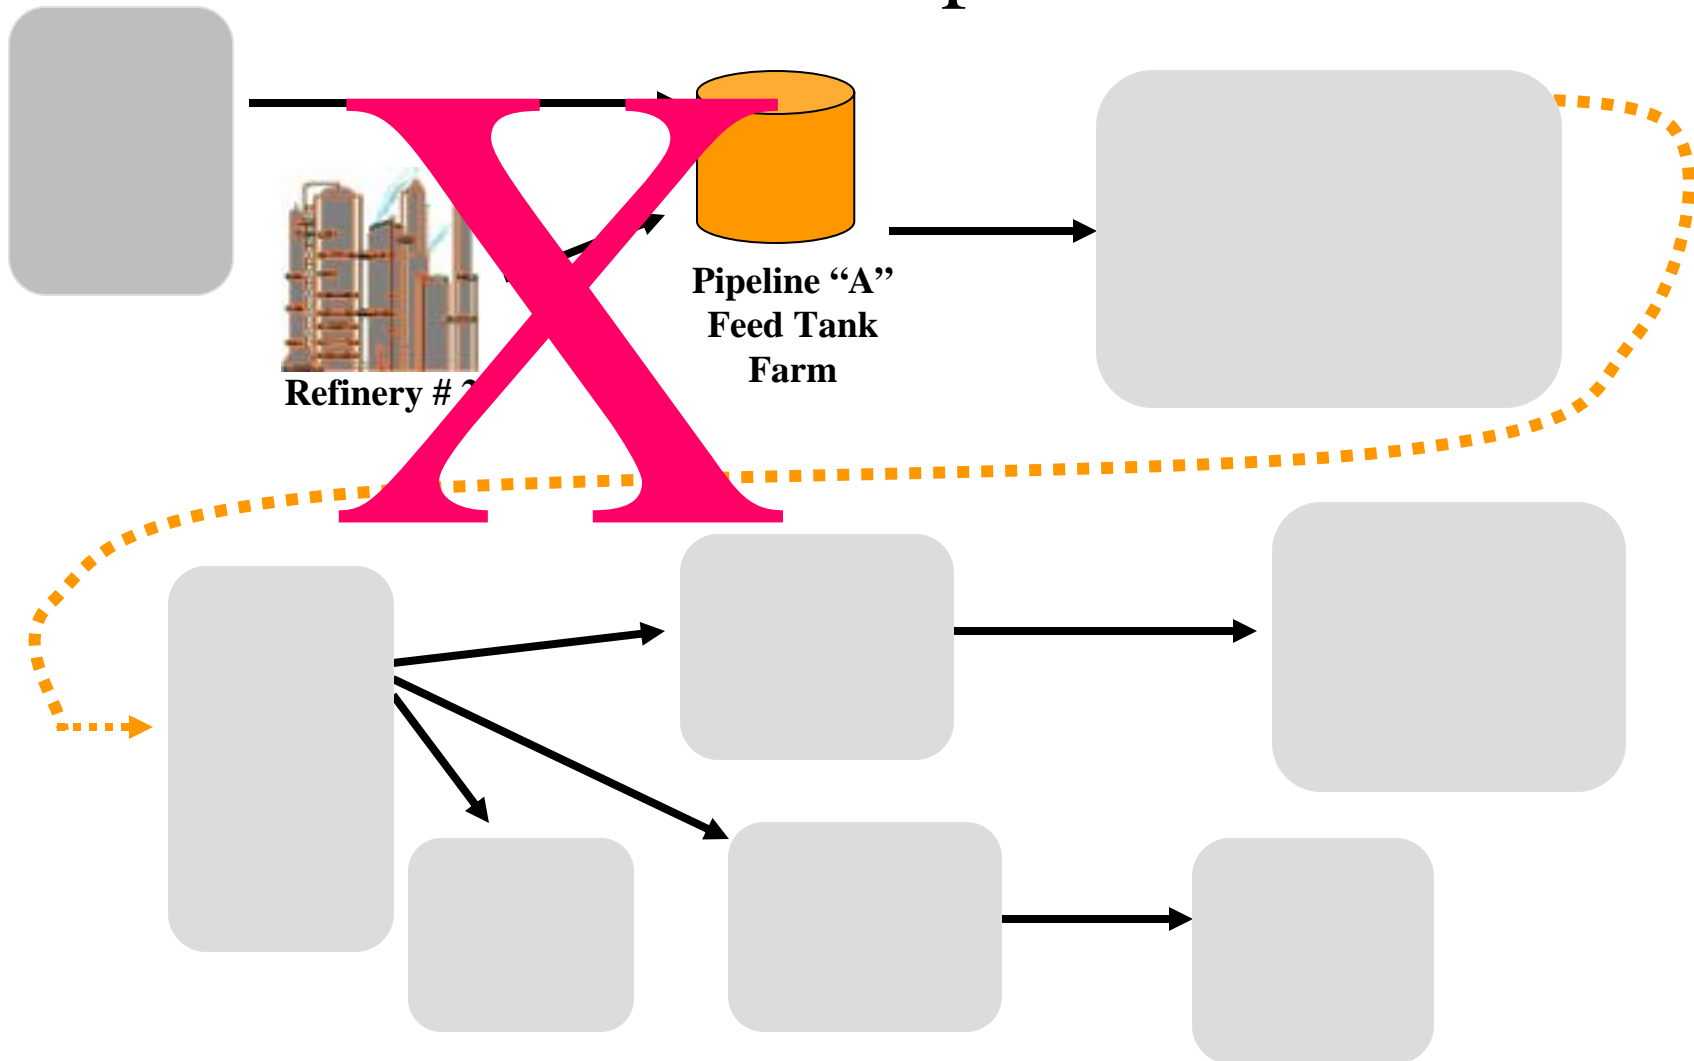 Refinery #
Pipeline “A”
Feed Tank
Farm